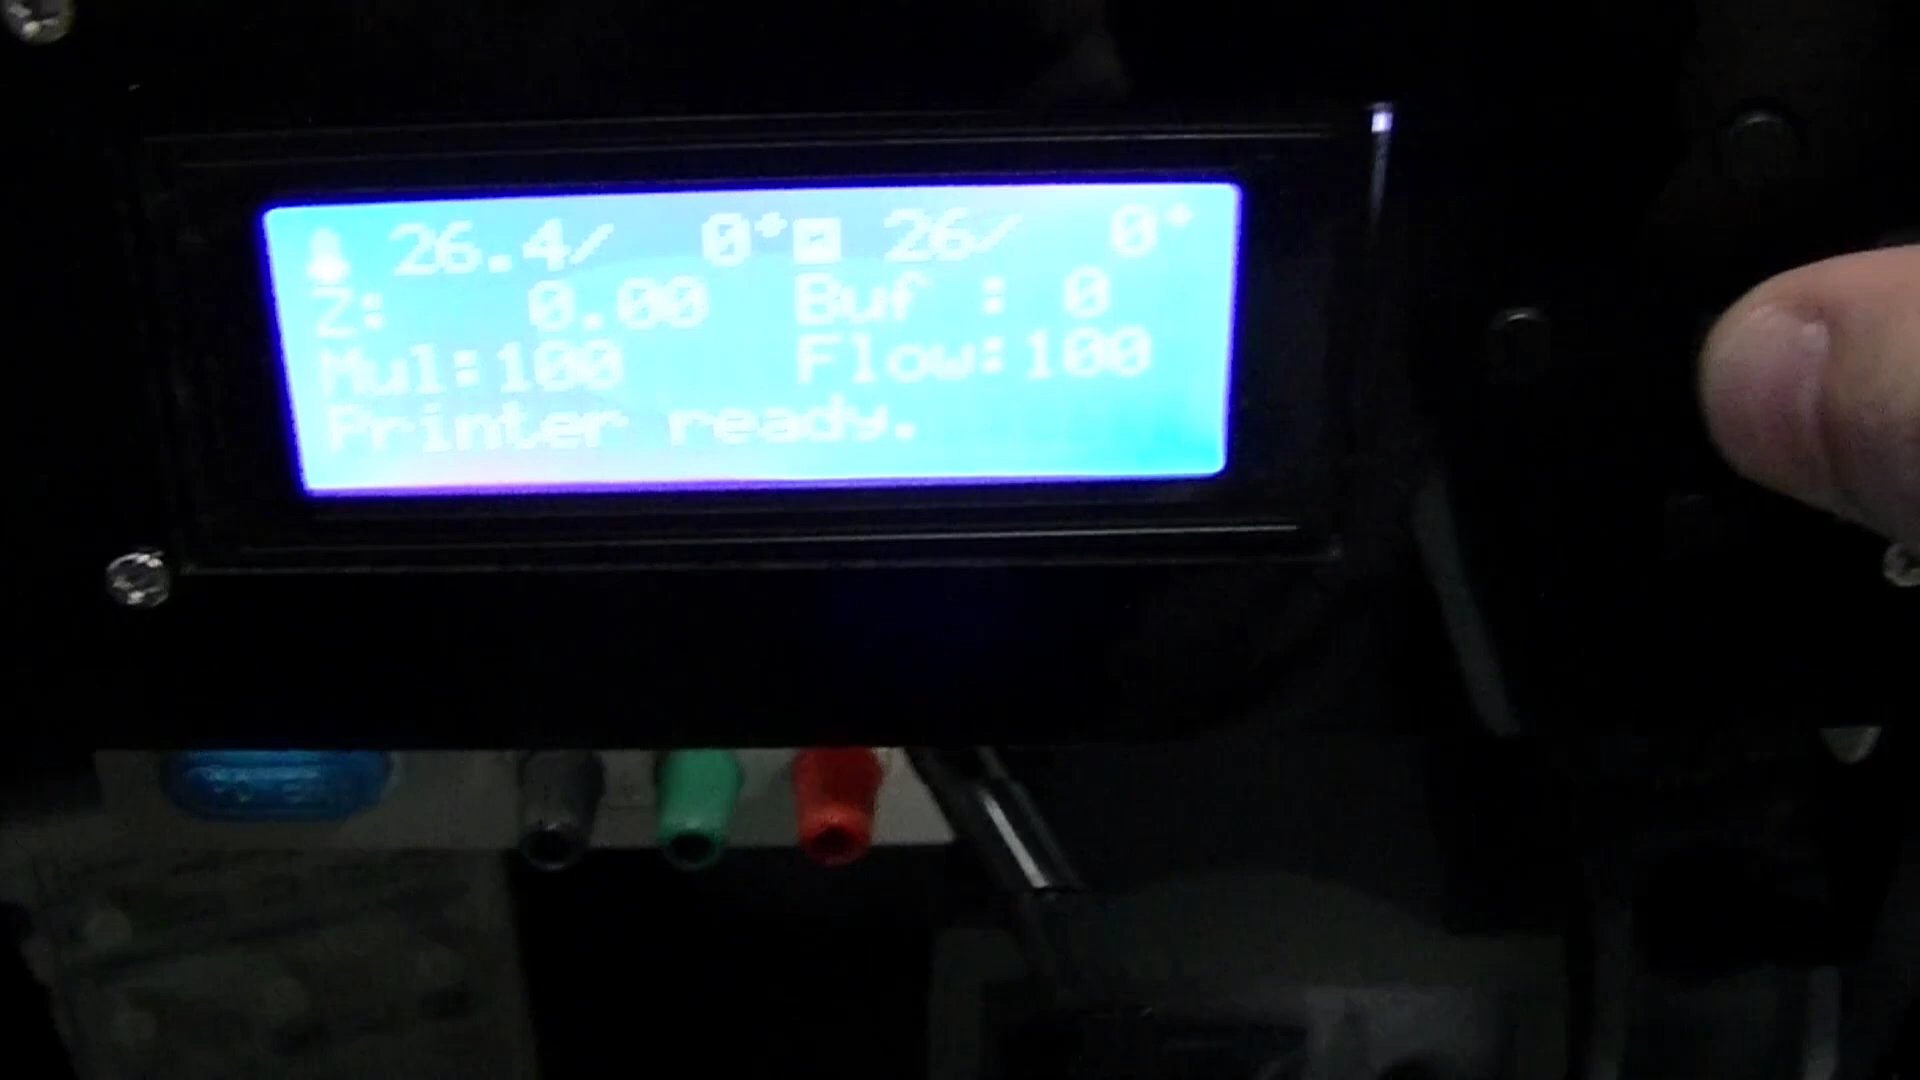 26.4/ 0° 26/ 0°
Z: 0.00 Buf : 0
Mul:100 Flow:100
Printer ready.